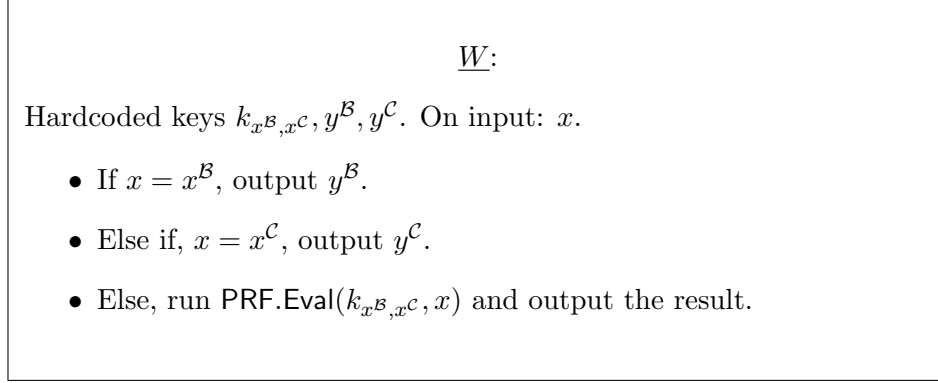 W:
Hardcoded keys k_{x^ℬ,x^𝒞}, y^ℬ, y^𝒞. On input: x.
• If x = x^ℬ, output y^ℬ.
• Else if, x = x^𝒞, output y^𝒞.
• Else, run PRF.Eval(k_{x^ℬ,x^𝒞}, x) and output the result.